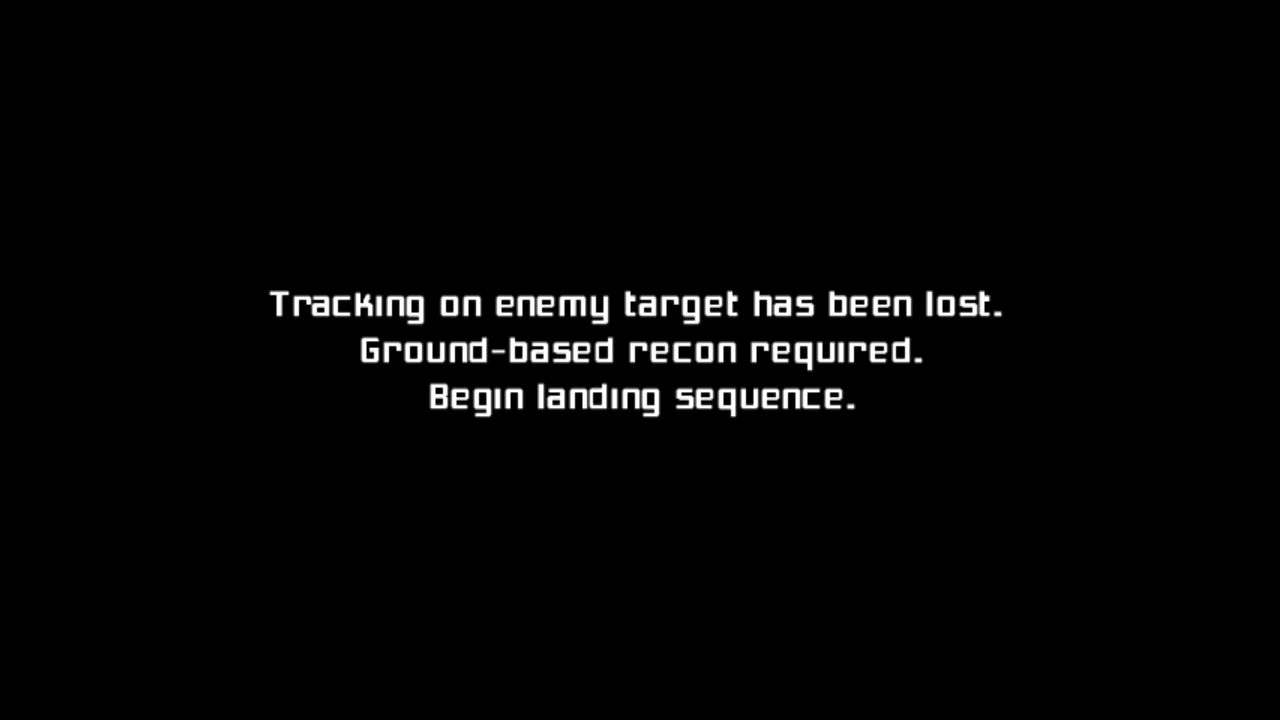 Tracking on enemy target has been lost.
Ground-based recon required.
Begin landing sequence.